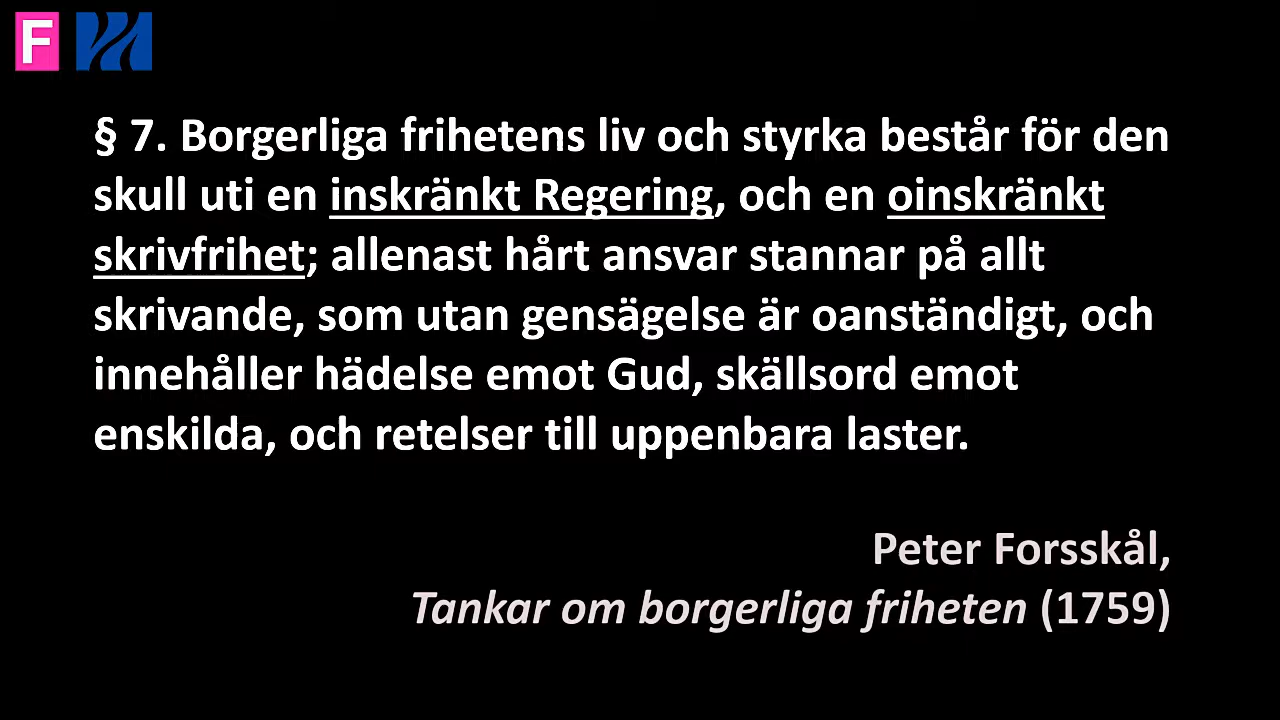 F
§ 7. Borgerliga frihetens liv och styrka består för den
skull uti en inskränkt Regering, och en oinskränkt
skrivfrihet; allenast hårt ansvar stannar på allt
skrivande, som utan gensägelse är oanständigt, och
innehåller hädelse emot Gud, skällsord emot
enskilda, och retelser till uppenbara laster.
Peter Forsskål,
Tankar om borgerliga friheten (1759)